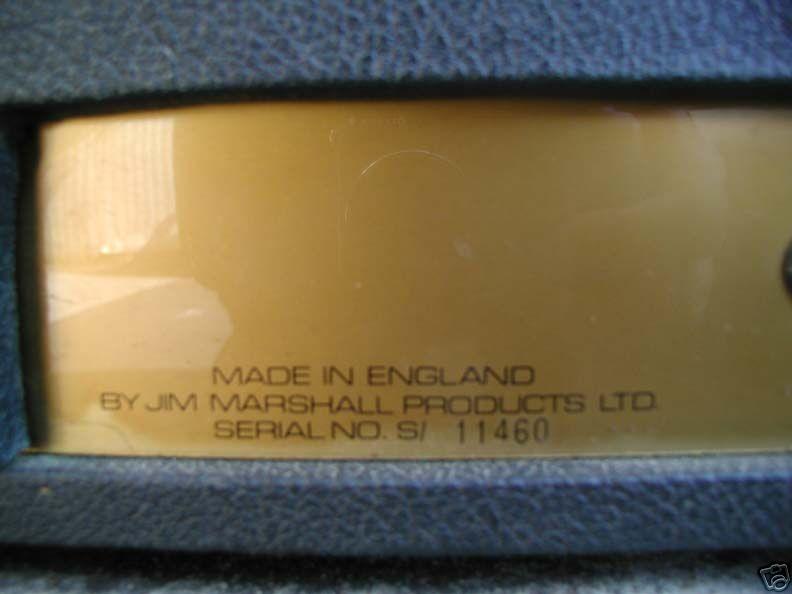 MADE IN ENGLAND
BY JIM MARSHALL PRODUCTS LTD.
SERIAL NO. S/ 11460